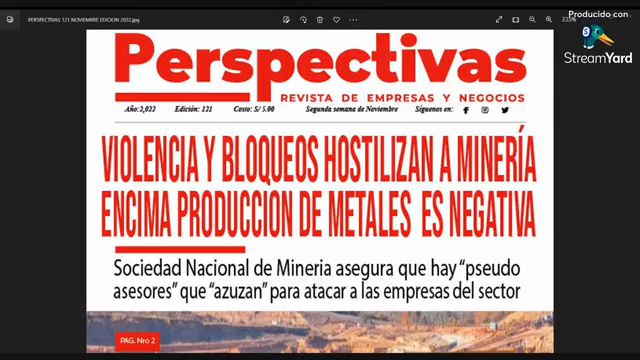 PERSPECTIVAS 121 NOVIEMBRE EDICION 2022.jpg
235%
Producido con
StreamYard
Perspectivas
REVISTA DE EMPRESAS Y NEGOCIOS
Año:2,022 Edición: 121 Costo: S/ 5.00 Segunda semana de Noviembre Síguenos en:
VIOLENCIA Y BLOQUEOS HOSTILIZAN A MINERÍA
ENCIMA PRODUCCION DE METALES ES NEGATIVA
Sociedad Nacional de Mineria asegura que hay “pseudo
asesores” que “azuzan” para atacar a las empresas del sector
PAG. Nro 2